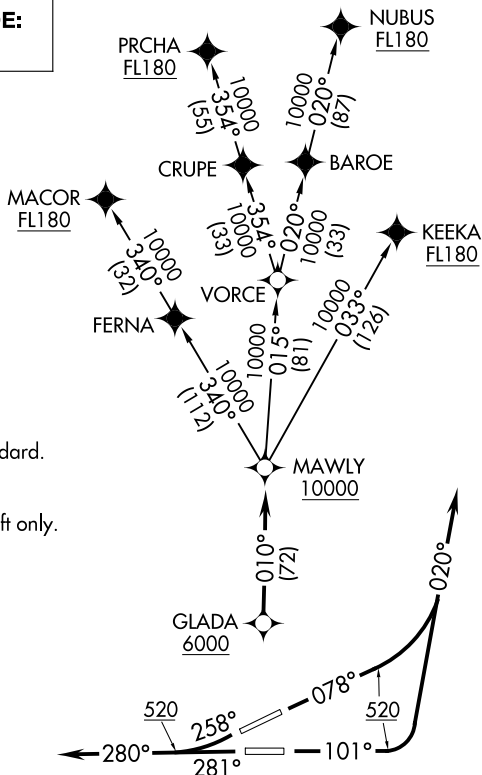 DE:
NUBUS
FL180
PRCHA
FL180
10000
354°
(55)
10000
020°
(87)
CRUPE
BAROE
MACOR
FL180
10000
354°
(33)
020°
10000
(33)
KEEKA
FL180
10000
340°
(32)
VORCE
FERNA
10000
015°
(81)
10000
033°
(126)
10000
340°
(112)
dard.
MAWLY
10000
ft only.
010°
(72)
020°
GLADA
6000
078°
520
258°
520
280°
281°
101°